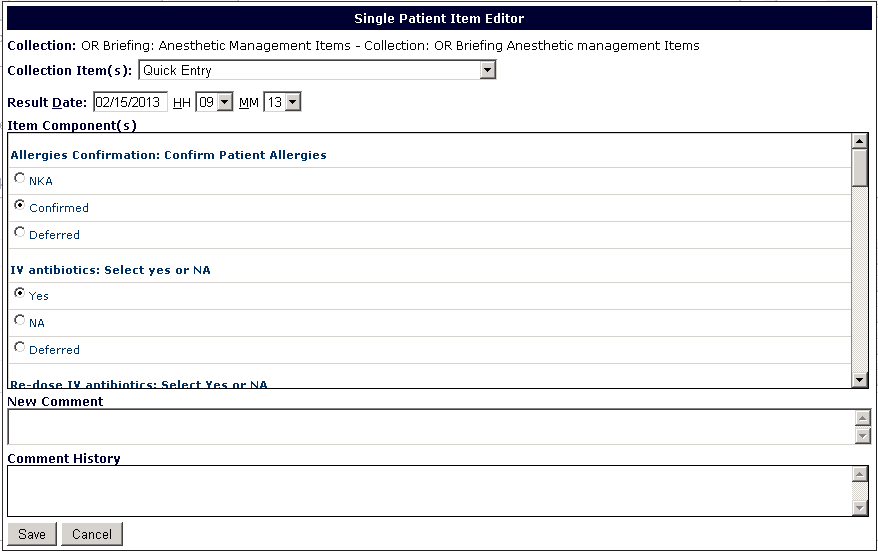 Single Patient Item Editor
Collection: OR Briefing: Anesthetic Management Items - Collection: OR Briefing Anesthetic management Items
Collection Item(s): Quick Entry
Result Date: 02/15/2013 HH 09 MM 13
Item Component(s)
Allergies Confirmation: Confirm Patient Allergies
NKA
Confirmed
Deferred
IV antibiotics: Select yes or NA
Yes
NA
Deferred
Re-dose IV antibiotics: Select Yes or NA
New Comment
Comment History
Save Cancel